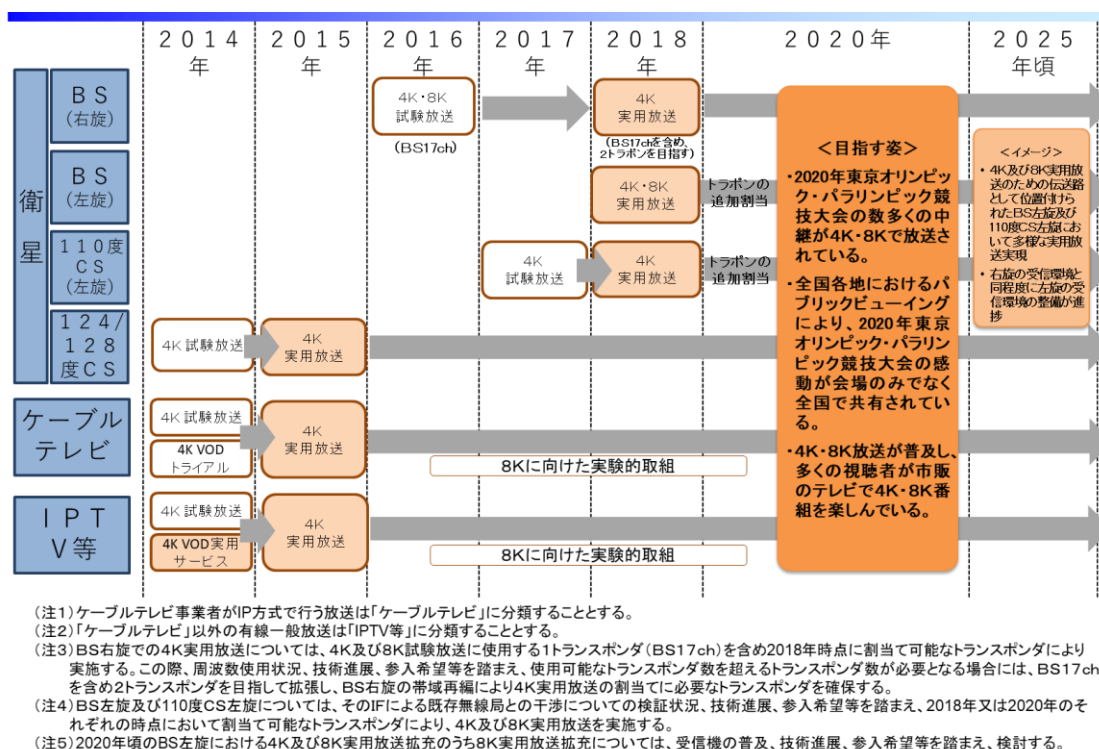 2014
年
2015
年
2016
年
2017
年
2018
年
2020年
2025
年頃
衛星
BS
(右旋)
4K・8K
試験放送
(BS17ch)
4K
実用放送
(BS17chを含め、
2トラポンを目指す)
BS
(左旋)
4K・8K
実用放送
トラポンの
追加割当
110度
CS
(左旋)
4K
試験放送
4K
実用放送
トラポンの
追加割当
124/
128
度CS
4K 試験放送
4K
実用放送
ケーブル
テレビ
4K 試験放送
4K VOD
トライアル
4K
実用放送
8Kに向けた実験的取組
IPT
V等
4K 試験放送
4K VOD実用
サービス
4K
実用放送
8Kに向けた実験的取組
<目指す姿>
・2020年東京オリンピッ
ク・パラリンピック競
技大会の数多くの中
継が4K・8Kで放送さ
れている。
・全国各地におけるパ
ブリックビューイング
により、2020年東京
オリンピック・パラリン
ピック競技大会の感
動が会場のみでなく
全国で共有されてい
る。
・4K・8K放送が普及し、
多くの視聴者が市販
のテレビで4K・8K番
組を楽しんでいる。
<イメージ>
・4K及び8K実用放
送のための伝送路
として位置付けら
れたBS左旋及び
110度CS左旋にお
いて多様な実用放
送実現
・右旋の受信環境と
同程度に左旋の受
信環境の整備が進
捗
(注1)ケーブルテレビ事業者がIP方式で行う放送は「ケーブルテレビ」に分類することとする。
(注2)「ケーブルテレビ」以外の有線一般放送は「IPTV等」に分類することとする。
(注3)BS右旋での4K実用放送については、4K及び8K試験放送に使用する1トランスポンダ(BS17ch)を含め2018年時点に割当て可能なトランスポンダにより
実施する。この際、周波数使用状況、技術進展、参入希望等を踏まえ、使用可能なトランスポンダ数を超えるトランスポンダ数が必要となる場合には、BS17ch
を含め2トランスポンダを目指して拡張し、BS右旋の帯域再編により4K実用放送の割当てに必要なトランスポンダを確保する。
(注4)BS左旋及び110度CS左旋については、そのIFによる既存無線局との干渉についての検証状況、技術進展、参入希望等を踏まえ、2018年又は2020年のそ
れぞれの時点において割当て可能なトランスポンダにより、4K及び8K実用放送を実施する。
(注5)2020年頃のBS左旋における4K及び8K実用放送拡充のうち8K実用放送拡充については、受信機の普及、技術進展、参入希望等を踏まえ、検討する。